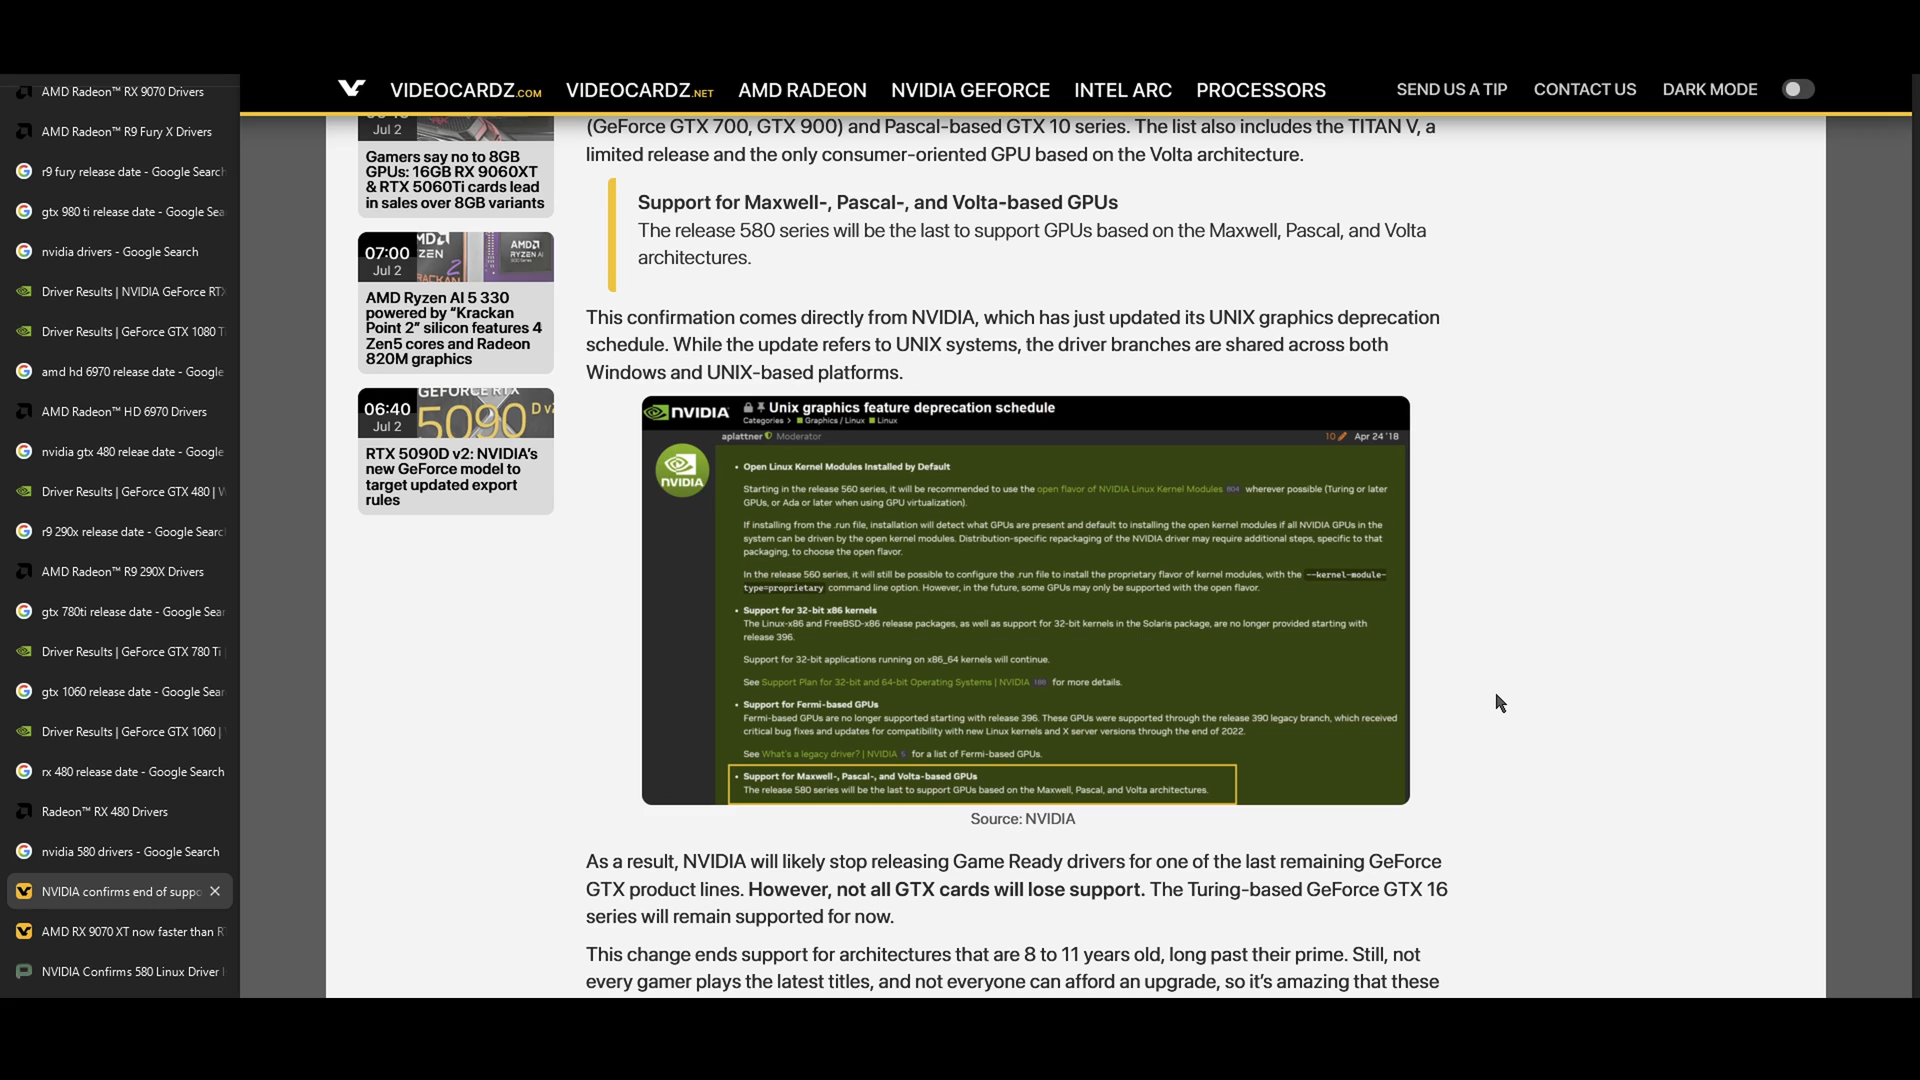 AMD Radeon™ RX 9070 Drivers
AMD Radeon™ R9 Fury X Drivers
r9 fury release date - Google Search
gtx 980 ti release date - Google Sea
nvidia drivers - Google Search
Driver Results | NVIDIA GeForce RTX
Driver Results | GeForce GTX 1080 Ti
amd hd 6970 release date - Google
AMD Radeon™ HD 6970 Drivers
nvidia gtx 480 releae date - Google
Driver Results | GeForce GTX 480 | W
r9 290x release date - Google Searc
AMD Radeon™ R9 290X Drivers
gtx 780ti release date - Google Sear
Driver Results | GeForce GTX 780 Ti |
gtx 1060 release date - Google Sear
Driver Results | GeForce GTX 1060 |
rx 480 release date - Google Search
Radeon™ RX 480 Drivers
nvidia 580 drivers - Google Search
NVIDIA confirms end of suppo
AMD RX 9070 XT now faster than R
NVIDIA Confirms 580 Linux Driver
VIDEOCARDZ.COM VIDEOCARDZ.NET AMD RADEON NVIDIA GEFORCE INTEL ARC PROCESSORS SEND US A TIP CONTACT US DARK MODE
Jul 2
Gamers say no to 8GB
GPUs: 16GB RX 9060XT
& RTX 5060Ti cards lead
in sales over 8GB variants
07:00
Jul 2
AMD Ryzen AI 5 330
powered by “Krackan
Point 2” silicon features 4
Zen5 cores and Radeon
820M graphics
06:40
Jul 2
GEFORCE RTX
5090 D v2
RTX 5090D v2: NVIDIA’s
new GeForce model to
target updated export
rules
(GeForce GTX 700, GTX 900) and Pascal-based GTX 10 series. The list also includes the TITAN V, a
limited release and the only consumer-oriented GPU based on the Volta architecture.
Support for Maxwell-, Pascal-, and Volta-based GPUs
The release 580 series will be the last to support GPUs based on the Maxwell, Pascal, and Volta
architectures.
This confirmation comes directly from NVIDIA, which has just updated its UNIX graphics deprecation
schedule. While the update refers to UNIX systems, the driver branches are shared across both
Windows and UNIX-based platforms.
NVIDIA Unix graphics feature deprecation schedule
Categories > Graphics / Linux Linux
aplattner Moderator 10 Apr 24 '18
NVIDIA
• Open Linux Kernel Modules Installed by Default
Starting in the release 560 series, it will be recommended to use the open flavor of NVIDIA Linux Kernel Modules 804 wherever possible (Turing or later
GPUs, or Ada or later when using GPU virtualization).
If installing from the .run file, installation will detect what GPUs are present and default to installing the open kernel modules if all NVIDIA GPUs in the
system can be driven by the open kernel modules. Distribution-specific repackaging of the NVIDIA driver may require additional steps, specific to that
packaging, to choose the open flavor.
In the release 560 series, it will still be possible to configure the .run file to install the proprietary flavor of kernel modules, with the --kernel-module-
type=proprietary command line option. However, in the future, some GPUs may only be supported with the open flavor.
• Support for 32-bit x86 kernels
The Linux-x86 and FreeBSD-x86 release packages, as well as support for 32-bit kernels in the Solaris package, are no longer provided starting with
release 396.
Support for 32-bit applications running on x86_64 kernels will continue.
See Support Plan for 32-bit and 64-bit Operating Systems | NVIDIA 180 for more details.
• Support for Fermi-based GPUs
Fermi-based GPUs are no longer supported starting with release 396. These GPUs were supported through the release 390 legacy branch, which received
critical bug fixes and updates for compatibility with new Linux kernels and X server versions through the end of 2022.
See What's a legacy driver? | NVIDIA for a list of Fermi-based GPUs.
• Support for Maxwell-, Pascal-, and Volta-based GPUs
The release 580 series will be the last to support GPUs based on the Maxwell, Pascal, and Volta architectures.
Source: NVIDIA
As a result, NVIDIA will likely stop releasing Game Ready drivers for one of the last remaining GeForce
GTX product lines. However, not all GTX cards will lose support. The Turing-based GeForce GTX 16
series will remain supported for now.
This change ends support for architectures that are 8 to 11 years old, long past their prime. Still, not
every gamer plays the latest titles, and not everyone can afford an upgrade, so it’s amazing that these